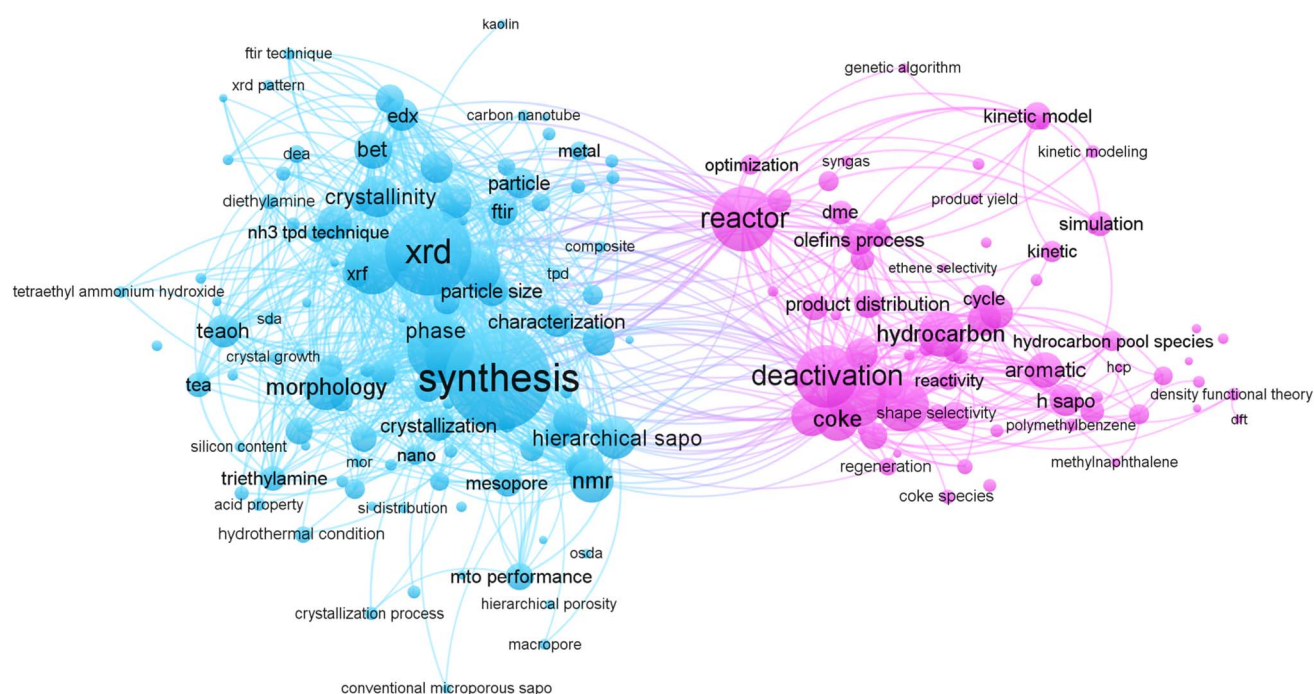 kaolin
ftir technique
xrd pattern
edx
carbon nanotube
bet
metal
dea
particle
crystallinity
diethylamine
ftir
nh3 tpd technique
xrd
composite
xrf
tpd
particle size
tetraethyl ammonium hydroxide
sda
characterization
teaoh
phase
crystal growth
synthesis
tea
morphology
crystallization
hierarchical sapo
silicon content
mor
nano
triethylamine
mesopore
nmr
acid property
si distribution
hydrothermal condition
osda
mto performance
crystallization process
hierarchical porosity
macropore
conventional microporous sapo
genetic algorithm
kinetic model
kinetic modeling
optimization
syngas
product yield
reactor
dme
simulation
olefins process
kinetic
ethene selectivity
product distribution
cycle
hydrocarbon
hydrocarbon pool species
deactivation
aromatic
hcp
reactivity
density functional theory
h sapo
coke
shape selectivity
dft
polymethylbenzene
regeneration
methylnaphthalene
coke species